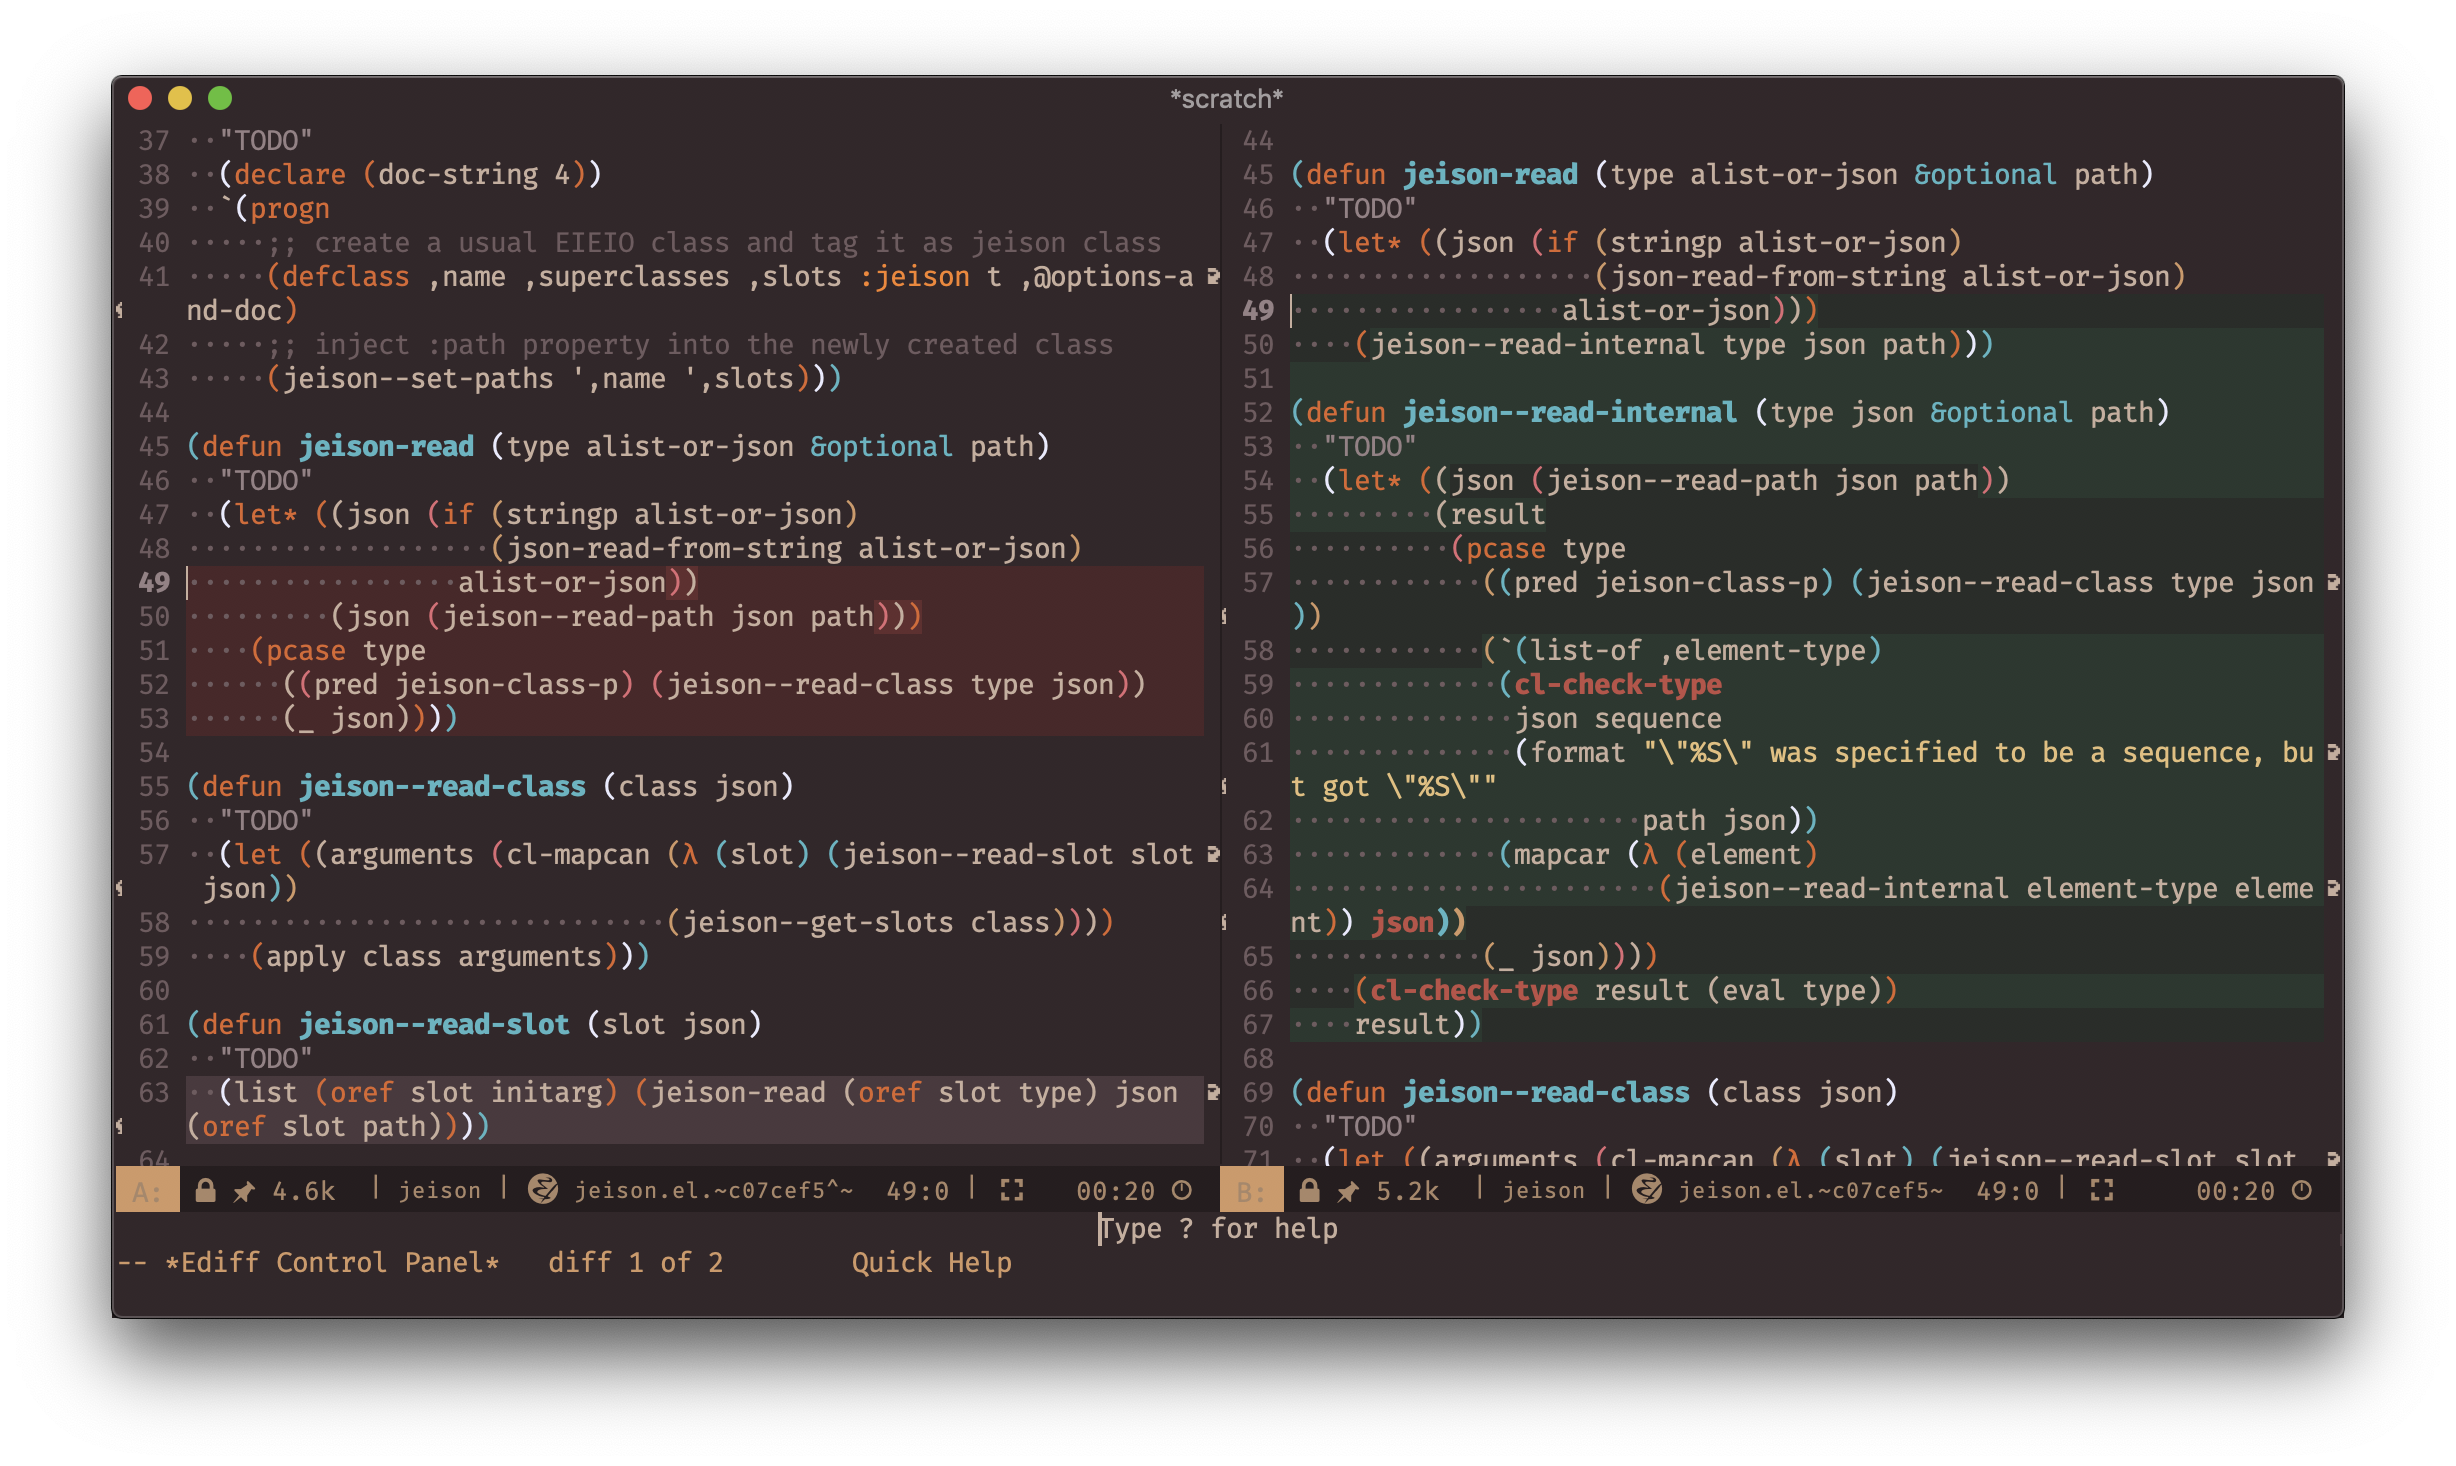 *scratch*
37 ··"TODO"
38 ··(declare (doc-string 4))
39 ··`(progn
40 ·····;; create a usual EIEIO class and tag it as jeison class
41 ·····(defclass ,name ,superclasses ,slots :jeison t ,@options-a
nd-doc)
42 ·····;; inject :path property into the newly created class
43 ·····(jeison--set-paths ',name ',slots)))
44
45 (defun jeison-read (type alist-or-json &optional path)
46 ··"TODO"
47 ··(let* ((json (if (stringp alist-or-json)
48 ···················(json-read-from-string alist-or-json)
49 ·················alist-or-json))
50 ·········(json (jeison--read-path json path)))
51 ····(pcase type
52 ······((pred jeison-class-p) (jeison--read-class type json))
53 ······(_ json))))
54
55 (defun jeison--read-class (class json)
56 ··"TODO"
57 ··(let ((arguments (cl-mapcan (λ (slot) (jeison--read-slot slot
 json))
58 ······························(jeison--get-slots class))))
59 ····(apply class arguments)))
60
61 (defun jeison--read-slot (slot json)
62 ··"TODO"
63 ··(list (oref slot initarg) (jeison-read (oref slot type) json
(oref slot path))))
64
A: 4.6k | jeison | jeison.el.~c07cef5^~ 49:0 | 00:20
44
45 (defun jeison-read (type alist-or-json &optional path)
46 ··"TODO"
47 ··(let* ((json (if (stringp alist-or-json)
48 ···················(json-read-from-string alist-or-json)
49 ·················alist-or-json)))
50 ····(jeison--read-internal type json path)))
51
52 (defun jeison--read-internal (type json &optional path)
53 ··"TODO"
54 ··(let* ((json (jeison--read-path json path))
55 ·········(result
56 ··········(pcase type
57 ············((pred jeison-class-p) (jeison--read-class type json
))
58 ············(`(list-of ,element-type)
59 ·············(cl-check-type
60 ··············json sequence
61 ··············(format "\"%S\" was specified to be a sequence, bu
t got \"%S\""
62 ······················path json))
63 ·············(mapcar (λ (element)
64 ·······················(jeison--read-internal element-type eleme
nt)) json))
65 ············(_ json))))
66 ····(cl-check-type result (eval type))
67 ····result))
68
69 (defun jeison--read-class (class json)
70 ··"TODO"
71 ··(let ((arguments (cl-mapcan (λ (slot) (jeison--read-slot slot
B: 5.2k | jeison | jeison.el.~c07cef5~ 49:0 | 00:20
Type ? for help
-- *Ediff Control Panel* diff 1 of 2 Quick Help